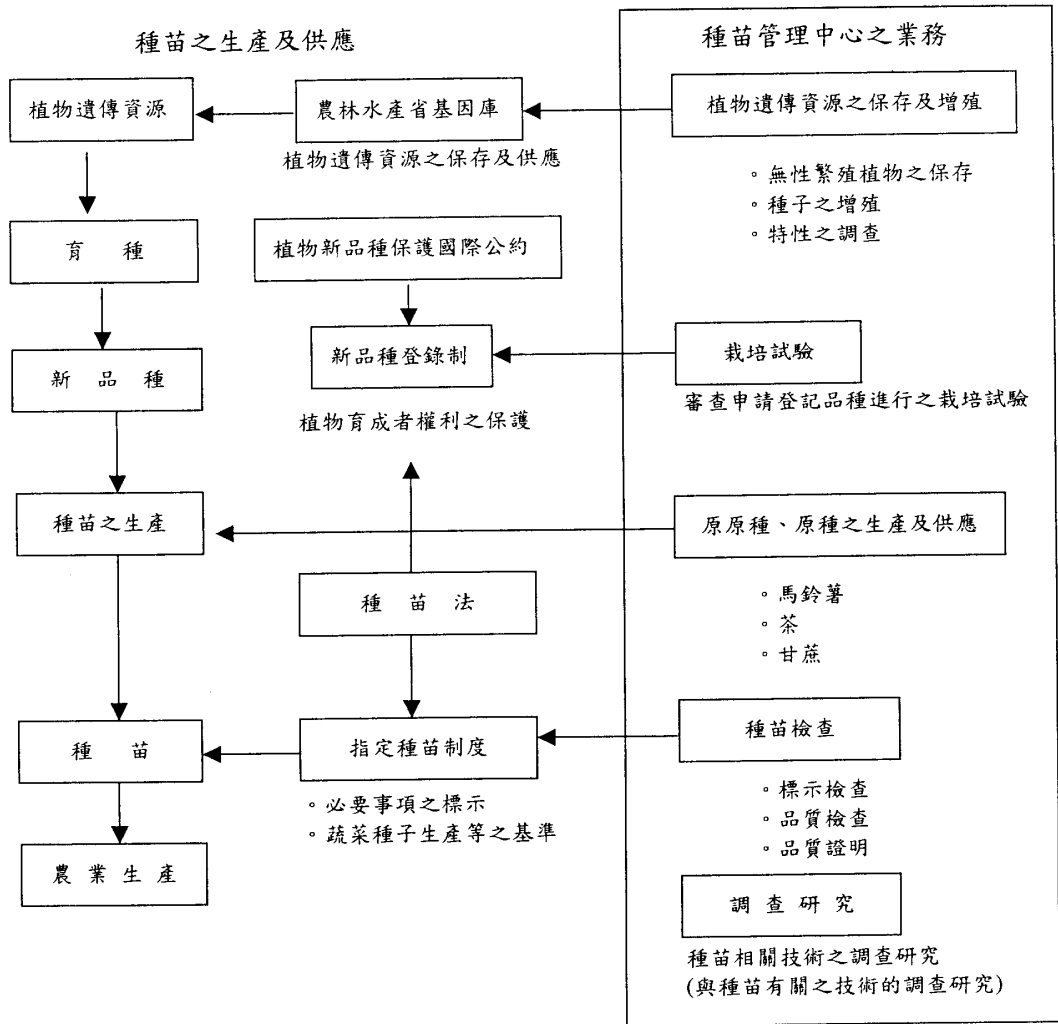 種苗之生產及供應
種苗管理中心之業務
植物遺傳資源
農林水產省基因庫
植物遺傳資源之保存及增殖
植物遺傳資源之保存及供應
。無性繁殖植物之保存
。種子之增殖
。特性之調查
育種
植物新品種保護國際公約
新品種
新品種登錄制
栽培試驗
審查申請登記品種進行之栽培試驗
植物育成者權利之保護
種苗之生產
原原種、原種之生產及供應
種苗法
。馬鈴薯
。茶
。甘蔗
種苗
指定種苗制度
種苗檢查
。必要事項之標示
。蔬菜種子生產等之基準
。標示檢查
。品質檢查
。品質證明
農業生產
調查研究
種苗相關技術之調查研究
(與種苗有關之技術的調查研究)